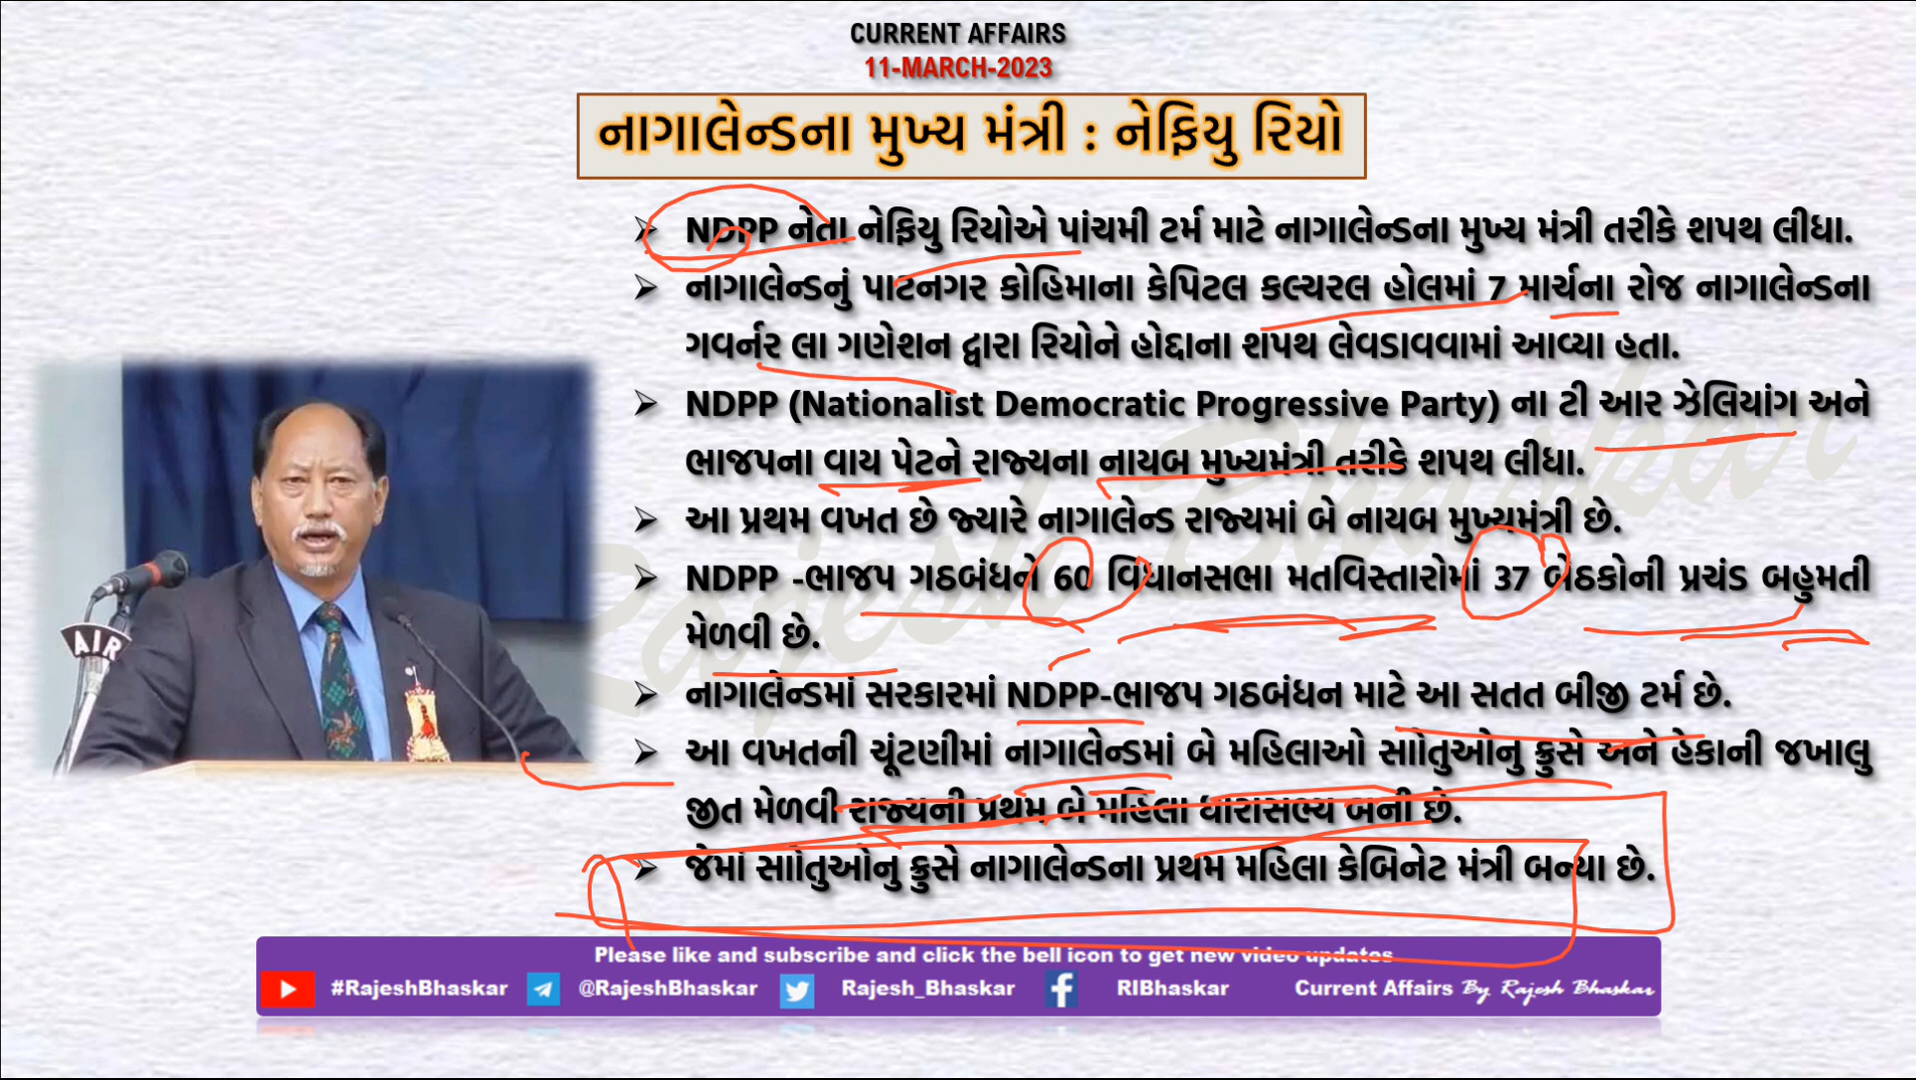 CURRENT AFFAIRS
11-MARCH-2023
નાગાલેન્ડના મુખ્ય મંત્રી : નેફિયુ રિયો
NDPP નેતા નેફિયુ રિયોએ પાંચમી ટર્મ માટે નાગાલેન્ડના મુખ્ય મંત્રી તરીકે શપથ લીધા.
નાગાલેન્ડનું પાટનગર કોહિમાના કેપિટલ કલ્ચરલ હોલમાં 7 માર્ચના રોજ નાગાલેન્ડના
ગવર્નર લા ગણેશન દ્વારા રિયોને હોદ્દાના શપથ લેવડાવવામાં આવ્યા હતા.
NDPP (Nationalist Democratic Progressive Party) ના ટી આર ઝેલિયાંગ અને
ભાજપના વાય પેટને રાજ્યના નાયબ મુખ્યમંત્રી તરીકે શપથ લીધા.
આ પ્રથમ વખત છે જ્યારે નાગાલેન્ડ રાજ્યમાં બે નાયબ મુખ્યમંત્રી છે.
NDPP -ભાજપ ગઠબંધને 60 વિધાનસભા મતવિસ્તારોમાં 37 બેઠકોની પ્રચંડ બહુમતી
મેળવી છે.
નાગાલેન્ડમાં સરકારમાં NDPP-ભાજપ ગઠબંધન માટે આ સતત બીજી ટર્મ છે.
આ વખતની ચૂંટણીમાં નાગાલેન્ડમાં બે મહિલાઓ સાોતુઓનુ ક્રુસે અને હેકાની જખાલુ
જીત મેળવી રાજ્યની પ્રથમ બે મહિલા ધારાસભ્ય બની છે.
જેમાં સાોતુઓનુ ક્રુસે નાગાલેન્ડના પ્રથમ મહિલા કેબિનેટ મંત્રી બન્યા છે.
AIR
Rajesh Bhaskar
Please like and subscribe and click the bell icon to get new video updates
#RajeshBhaskar @RajeshBhaskar Rajesh_Bhaskar RIBhaskar Current Affairs By Rajesh Bhaskar